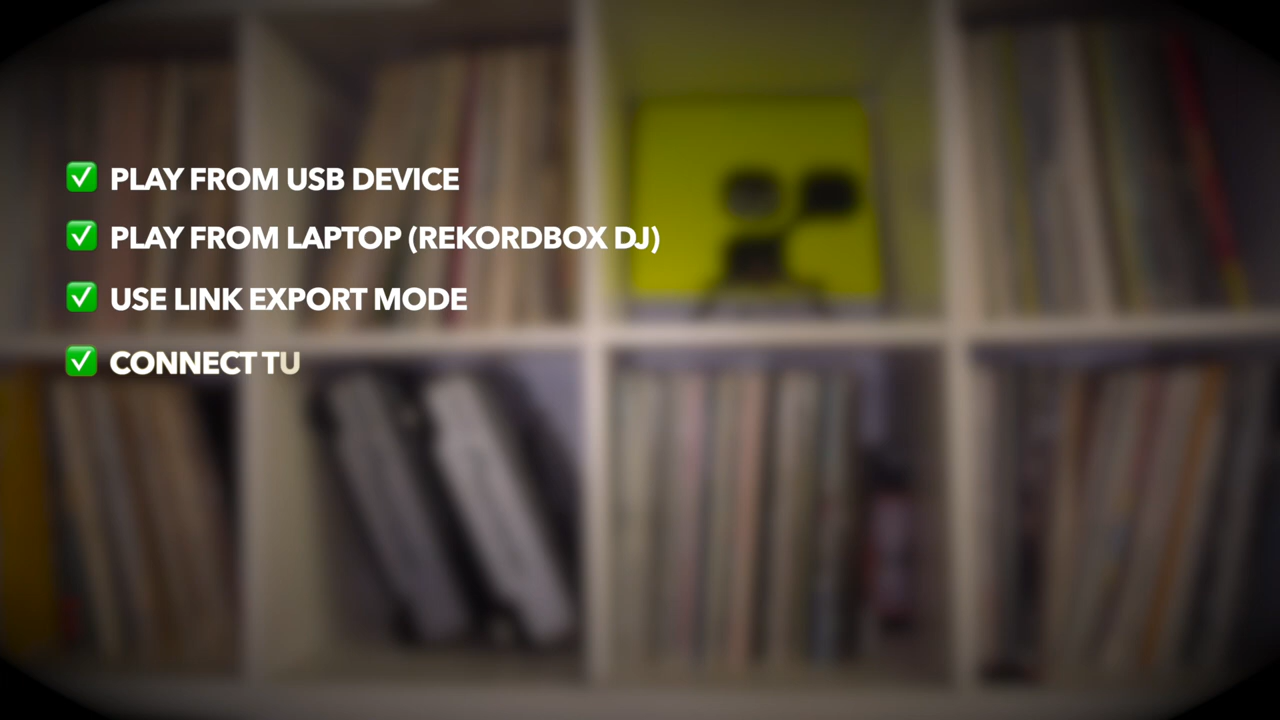 ✅ PLAY FROM USB DEVICE
✅ PLAY FROM LAPTOP (REKORDBOX DJ)
✅ USE LINK EXPORT MODE
✅ CONNECT TU